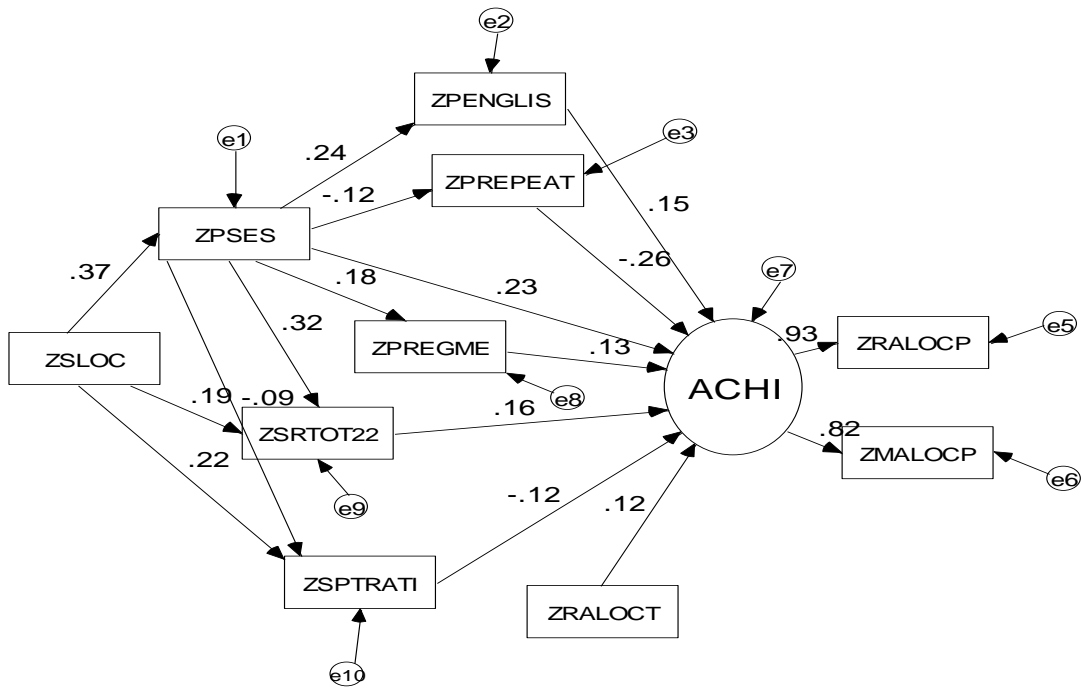 e2
ZPENGLIS
e1
e3
.24
ZPREPEAT
-.12
.15
ZPSES
-.26
e7
.37
.18
.23
.32
ZPREGME
.13
.93
ZRALOCP
e5
ZSLOC
ACHI
.19
-.09
e8
.16
ZSRTOT22
.82
ZMALOCP
.22
e6
e9
-.12
.12
ZSPTRATI
ZRALOCT
e10